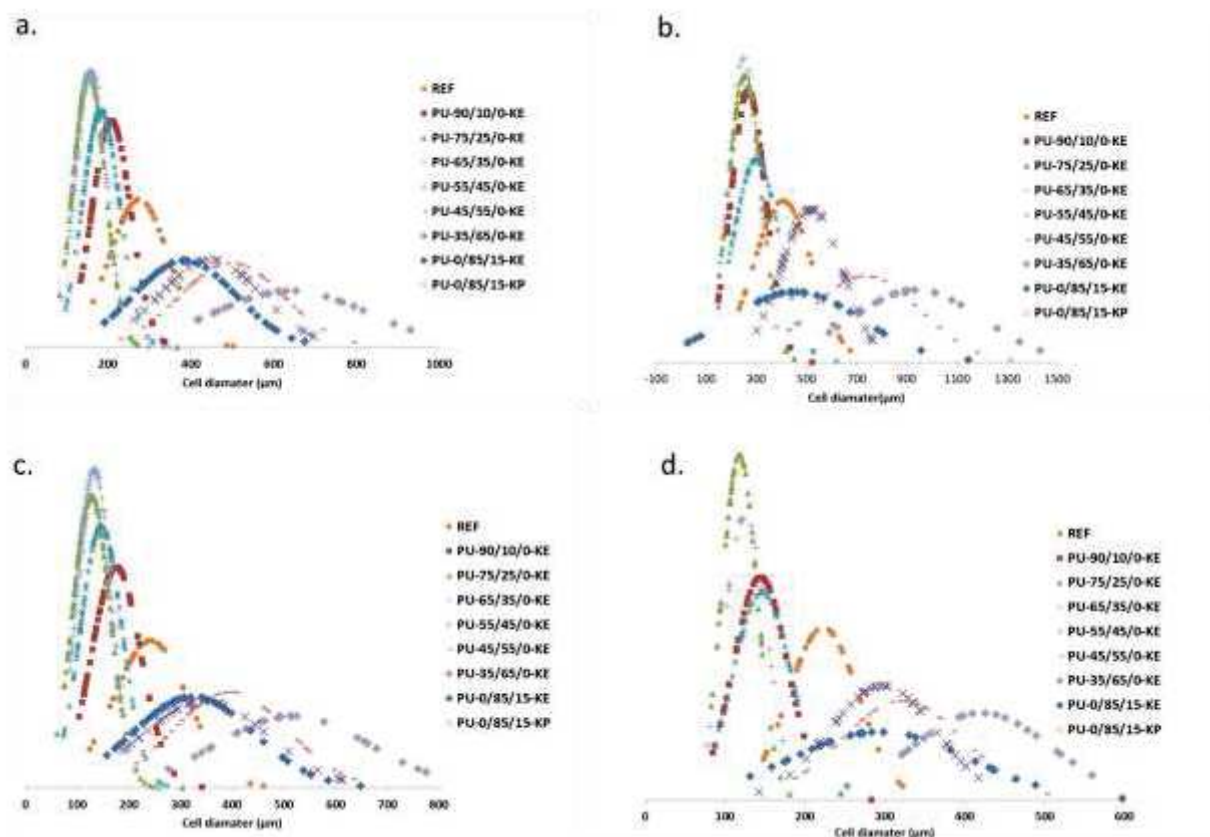 a.
REF
PU-90/10/0-KE
PU-75/25/0-KE
PU-65/35/0-KE
PU-55/45/0-KE
PU-45/55/0-KE
PU-35/65/0-KE
PU-0/85/15-KE
PU-0/85/15-KP
0 200 400 600 800 1000
Cell diamater (µm)
b.
REF
PU-90/10/0-KE
PU-75/25/0-KE
PU-65/35/0-KE
PU-55/45/0-KE
PU-45/55/0-KE
PU-35/65/0-KE
PU-0/85/15-KE
PU-0/85/15-KP
-100 100 300 500 700 900 1100 1300 1500
Cell diamater(µm)
c.
REF
PU-90/10/0-KE
PU-75/25/0-KE
PU-65/35/0-KE
PU-55/45/0-KE
PU-45/55/0-KE
PU-35/65/0-KE
PU-0/85/15-KE
PU-0/85/15-KP
0 100 200 300 400 500 600 700 800
Cell diamater (µm)
d.
REF
PU-90/10/0-KE
PU-75/25/0-KE
PU-65/35/0-KE
PU-55/45/0-KE
PU-45/55/0-KE
PU-35/65/0-KE
PU-0/85/15-KE
PU-0/85/15-KP
0 100 200 300 400 500 600
Cell diamater (µm)